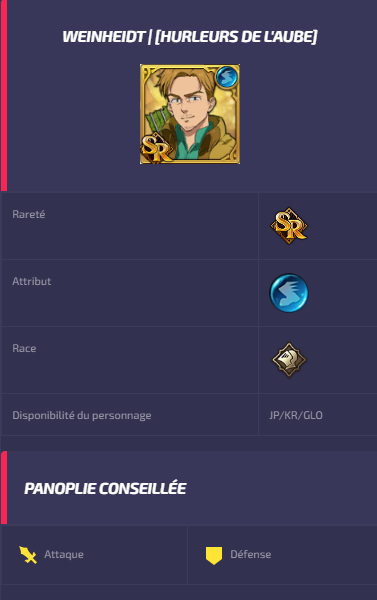 WEINHEIDT | [HURLEURS DE L'AUBE]
SR
Rareté
SR
Attribut
Race
Disponibilité du personnage
JP/KR/GLO
PANOPLIE CONSEILLÉE
Attaque
Défense